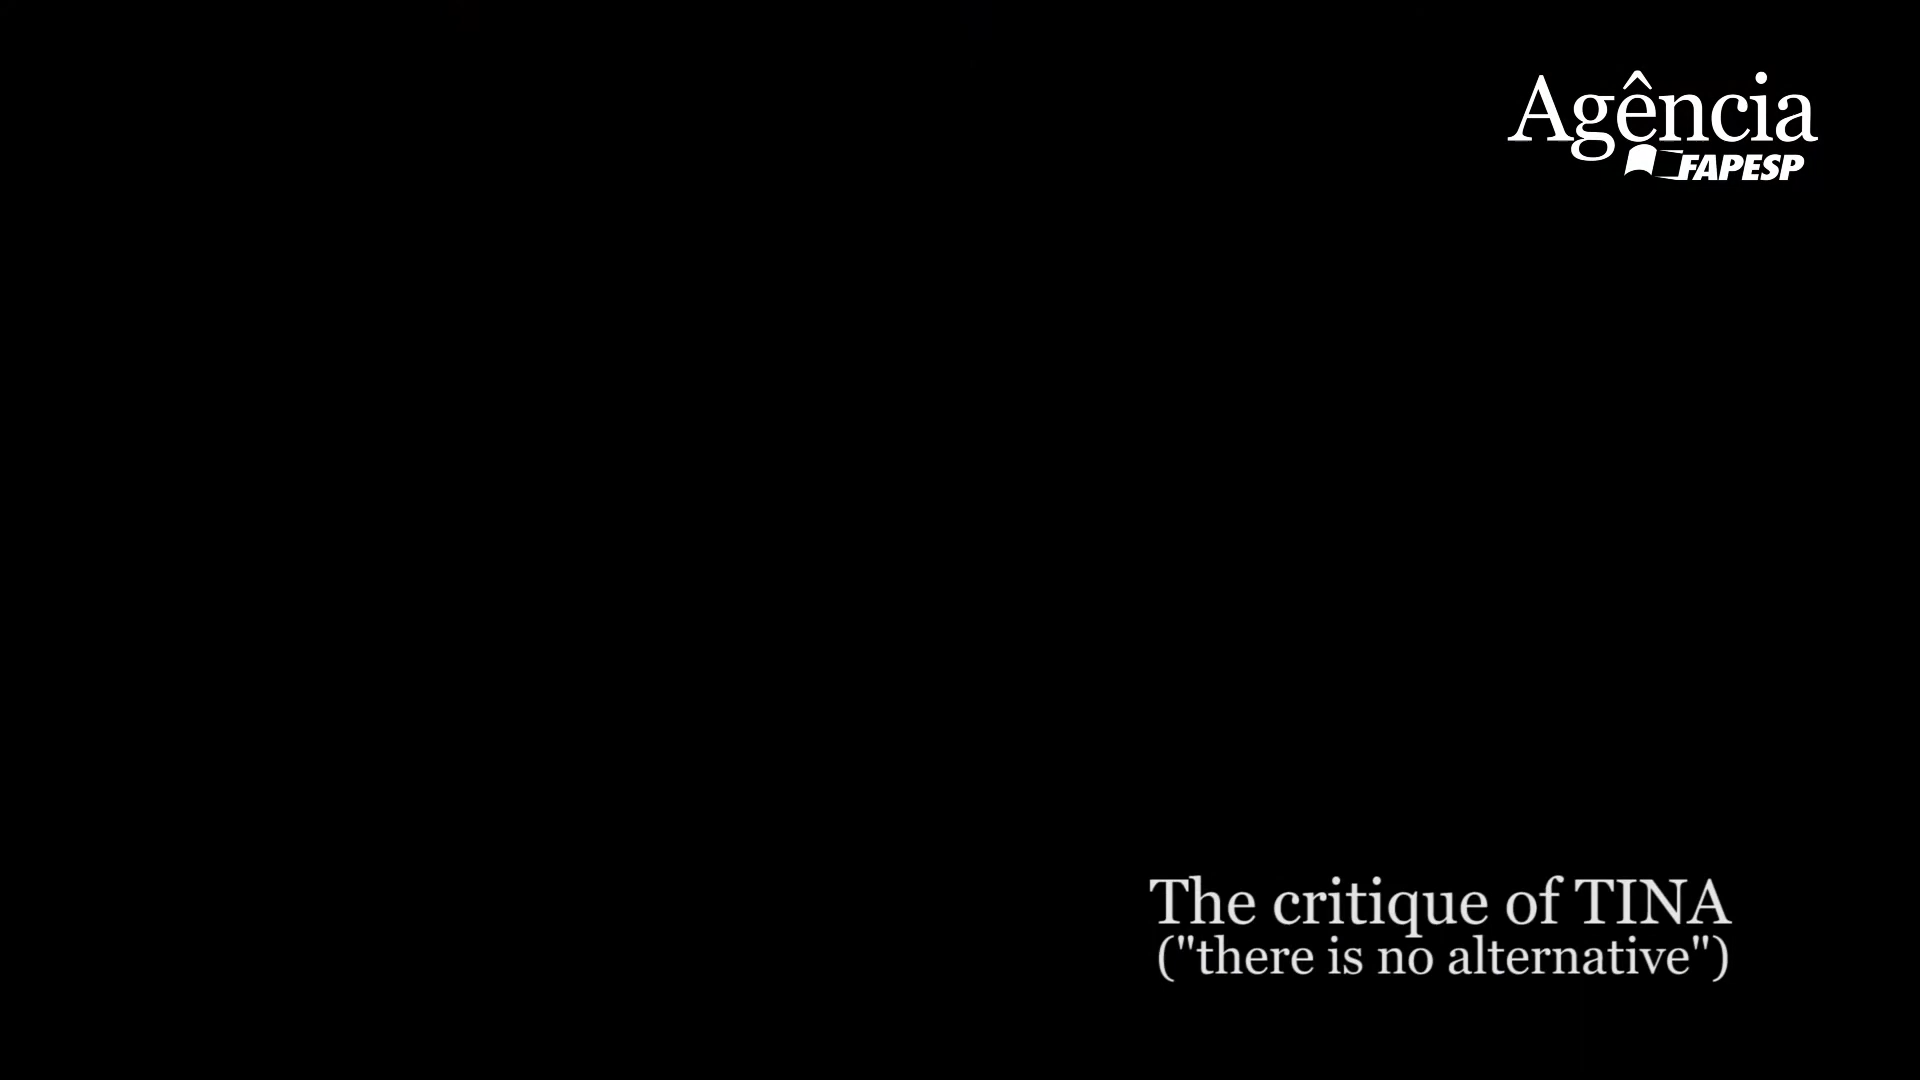 Agência
FAPESP
The critique of TINA
("there is no alternative")